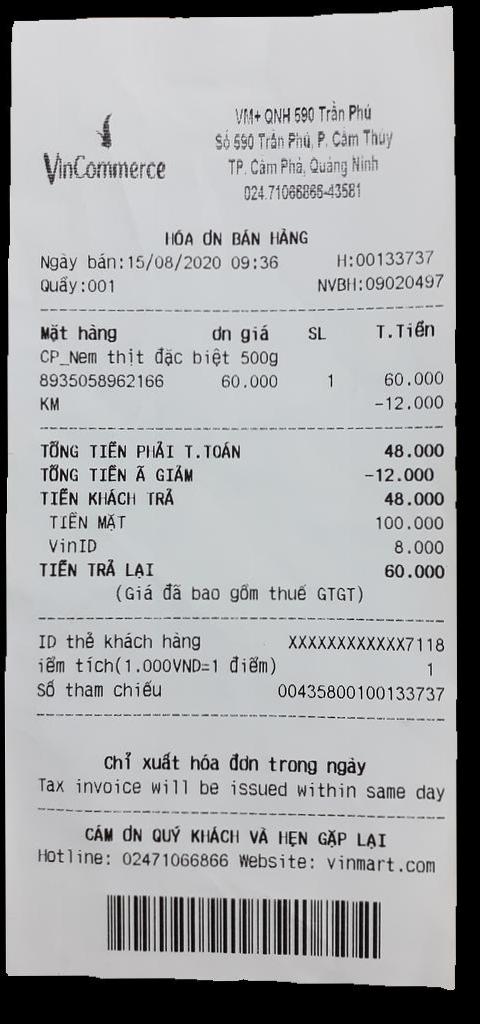 VinCommerce
VM+ QNH 590 Trần Phú
Số 590 Trần Phú, P. Cẩm Thủy
TP. Cẩm Phả, Quảng Ninh
024.71066866-43581
HÓA ƠN BÁN HÀNG
Ngày bán:15/08/2020 09:36 H:00133737
Quầy:001 NVBH:09020497
Mặt hàng ơn giá SL T.Tiền
CP_Nem thịt đặc biệt 500g
8935058962166 60.000 1 60.000
KM -12.000
TỔNG TIỀN PHẢI T.TOÁN 48.000
TỔNG TIỀN Ã GIẢM -12.000
TIỀN KHÁCH TRẢ 48.000
TIỀN MẶT 100.000
VinID 8.000
TIỀN TRẢ LẠI 60.000
(Giá đã bao gồm thuế GTGT)
ID thẻ khách hàng XXXXXXXXXXXX7118
iểm tích(1.000VND=1 điểm) 1
Số tham chiếu 00435800100133737
Chỉ xuất hóa đơn trong ngày
Tax invoice will be issued within same day
CÁM ƠN QUÝ KHÁCH VÀ HẸN GẶP LẠI
Hotline: 02471066866 Website: vinmart.com